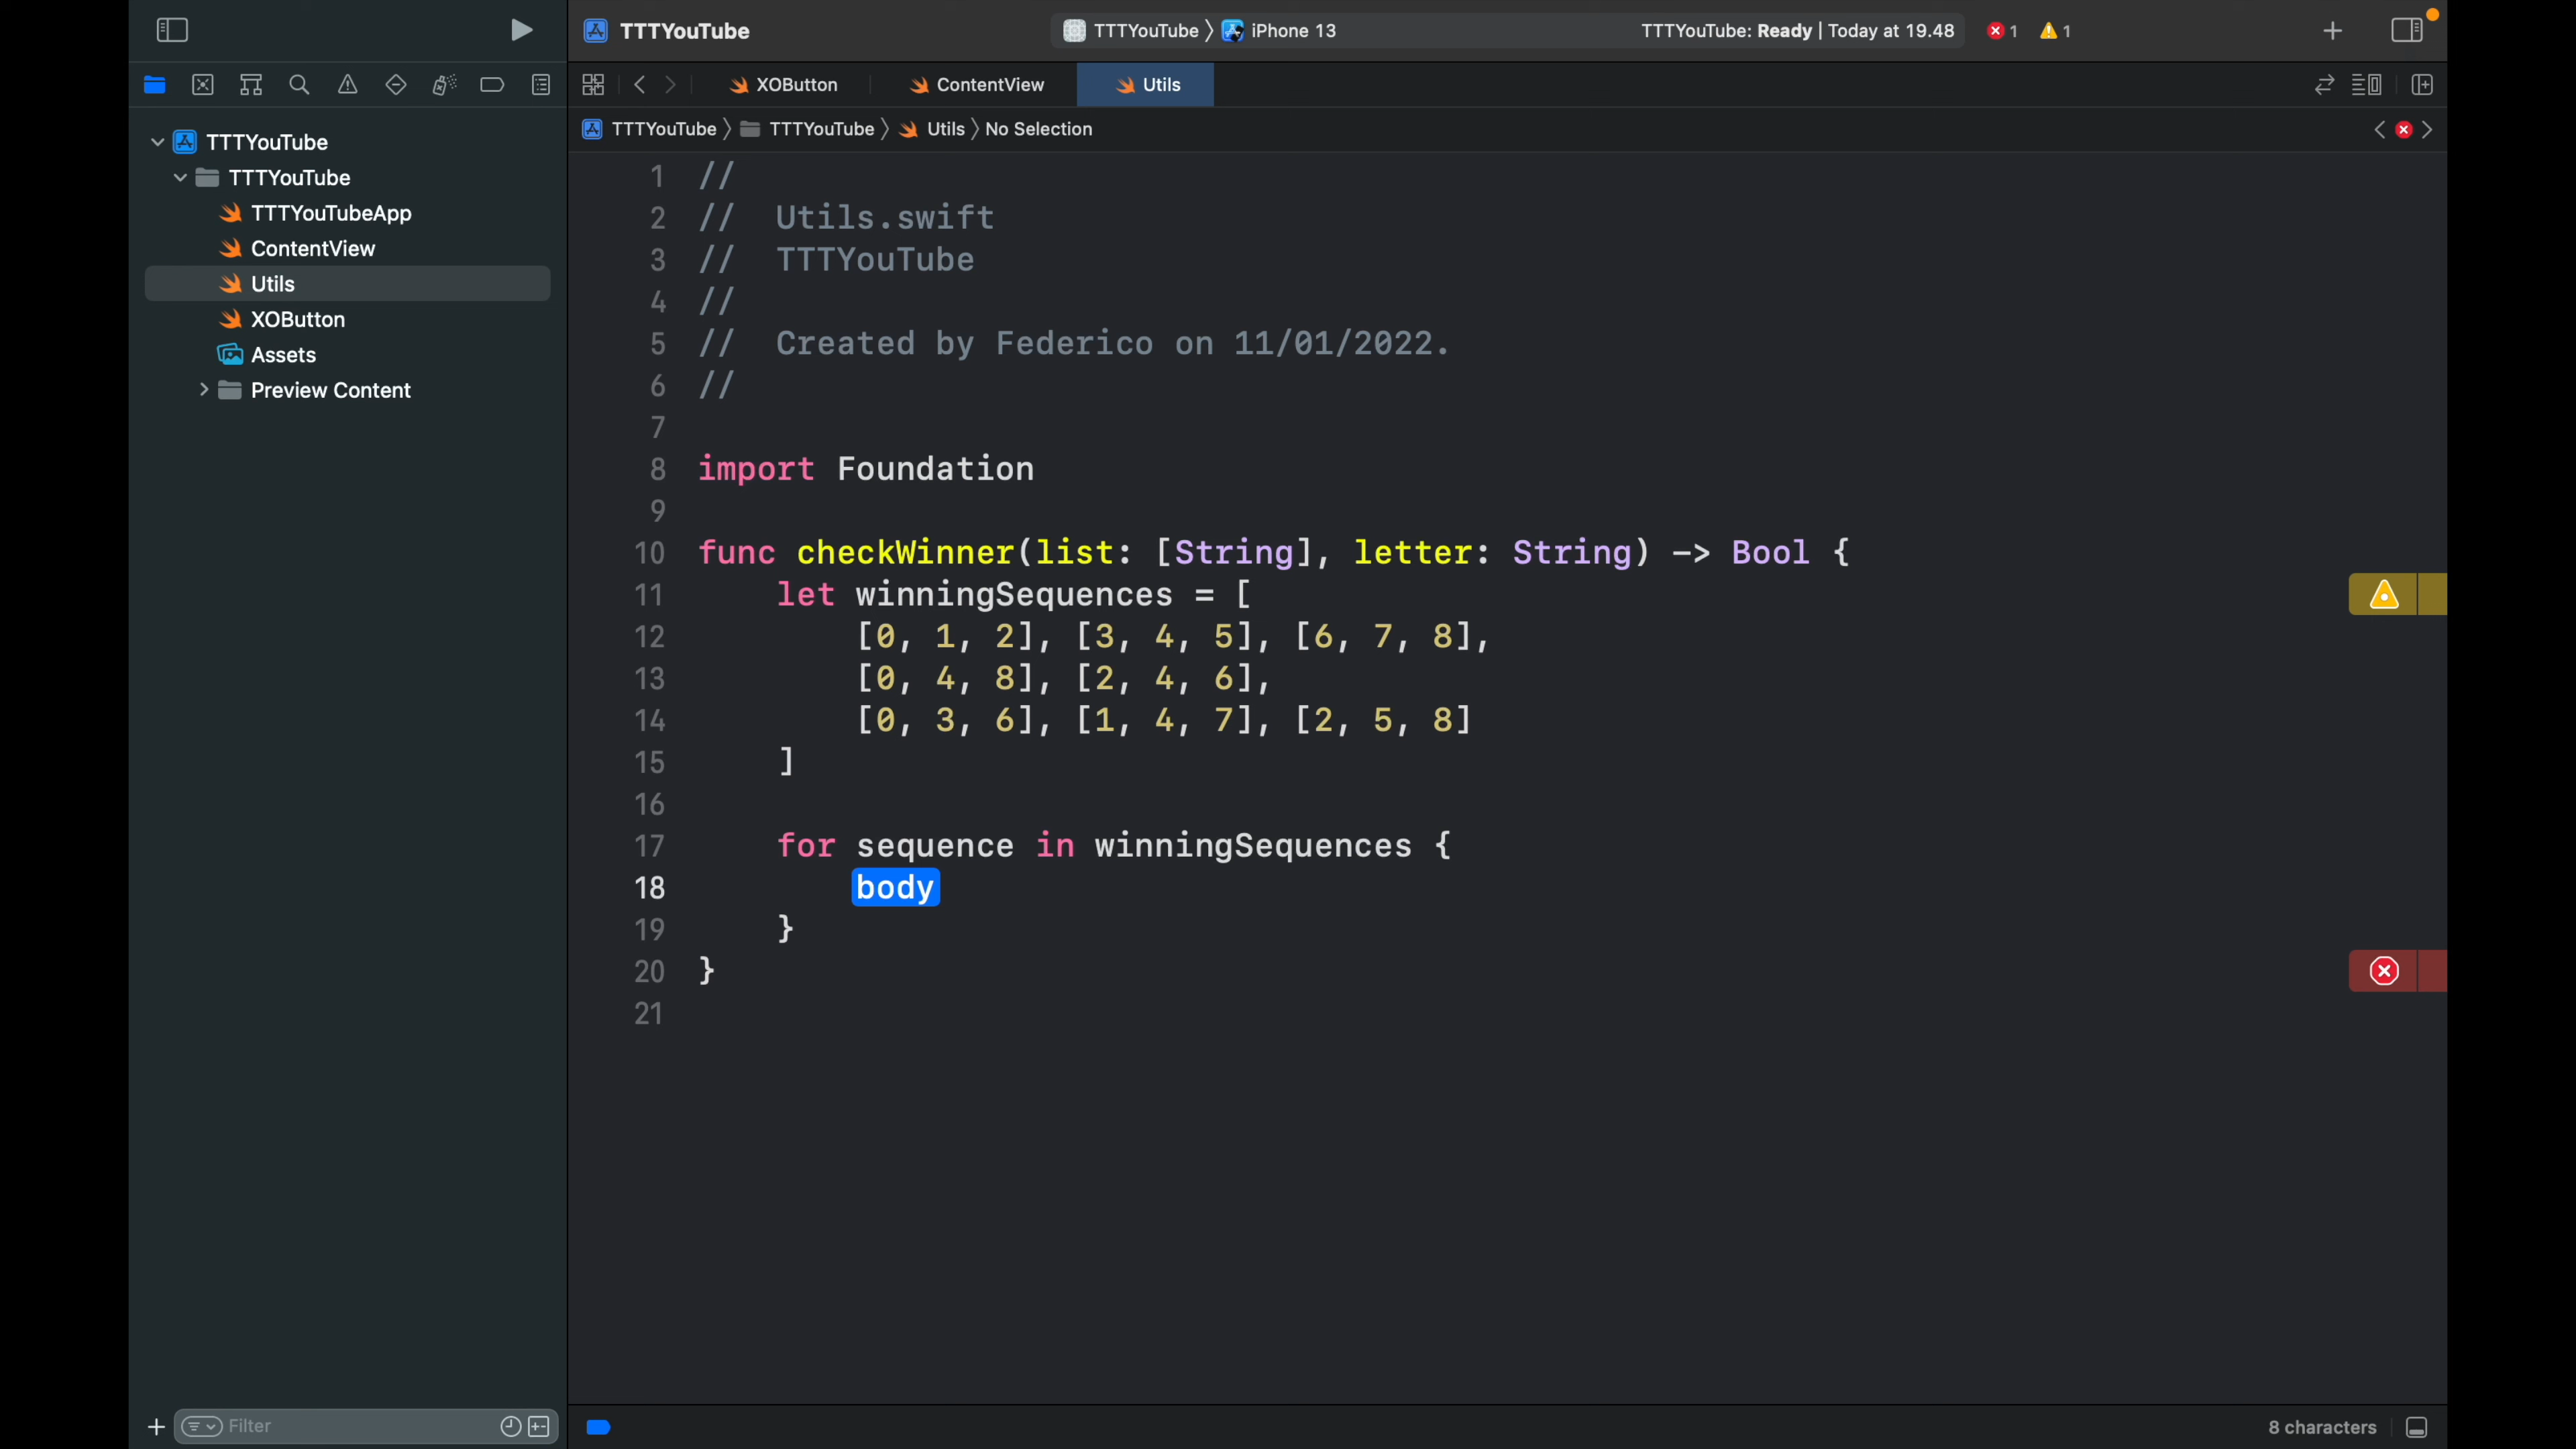 TTTYouTube
TTTYouTube
TTTYouTubeApp
ContentView
Utils
XOButton
Assets
Preview Content
Filter
TTTYouTube
TTTYouTube iPhone 13
TTTYouTube: Ready | Today at 19.48
1
1
XOButton
ContentView
Utils
TTTYouTube TTTYouTube Utils No Selection
1 //
2 //  Utils.swift
3 //  TTTYouTube
4 //
5 //  Created by Federico on 11/01/2022.
6 //
7
8 import Foundation
9
10 func checkWinner(list: [String], letter: String) -> Bool {
11     let winningSequences = [
12         [0, 1, 2], [3, 4, 5], [6, 7, 8],
13         [0, 4, 8], [2, 4, 6],
14         [0, 3, 6], [1, 4, 7], [2, 5, 8]
15     ]
16
17     for sequence in winningSequences {
18         body
19     }
20 }
21
8 characters